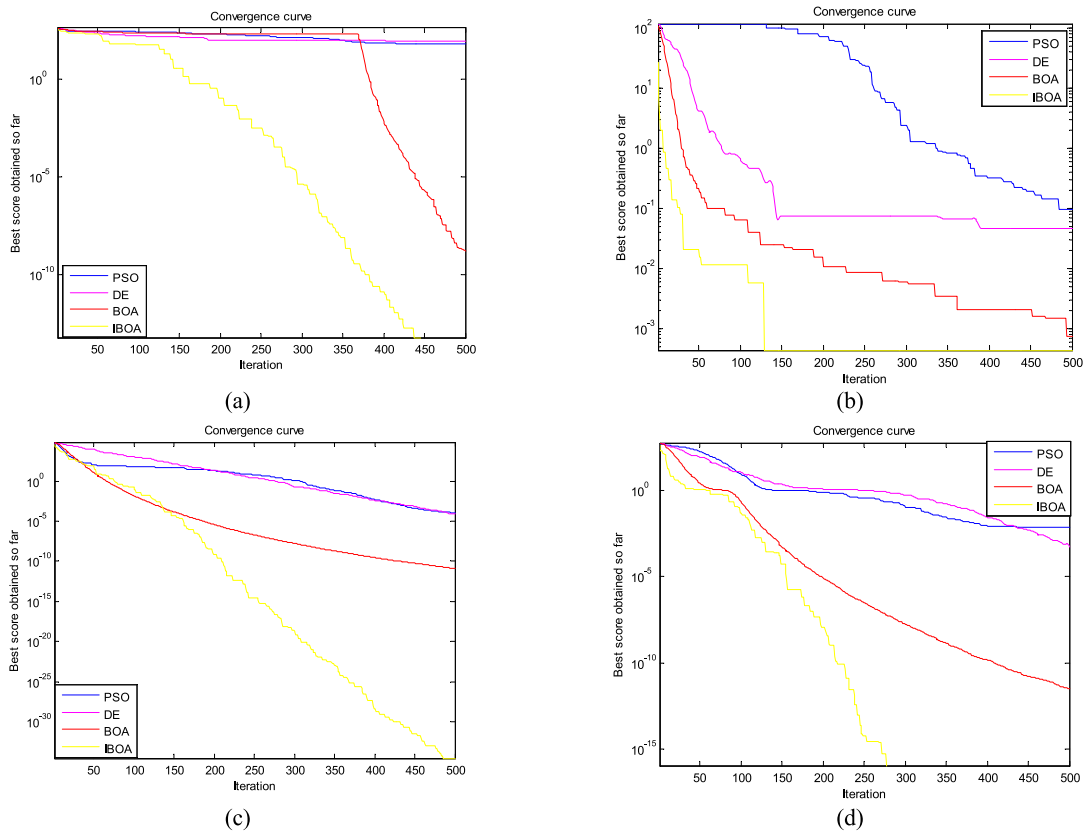 Convergence curve
Best score obtained so far
10^0
10^-5
10^-10
PSO
DE
BOA
IBOA
50 100 150 200 250 300 350 400 450 500
Iteration
(a)
Best score obtained so far
10^2
10^1
10^0
10^-1
10^-2
10^-3
PSO
DE
BOA
IBOA
50 100 150 200 250 300 350 400 450 500
Iteration
(b)
Convergence curve
Best score obtained so far
10^0
10^-5
10^-10
10^-15
10^-20
10^-25
10^-30
PSO
DE
BOA
IBOA
50 100 150 200 250 300 350 400 450 500
Iteration
(c)
Convergence curve
Best score obtained so far
10^0
10^-5
10^-10
10^-15
PSO
DE
BOA
IBOA
50 100 150 200 250 300 350 400 450 500
Iteration
(d)